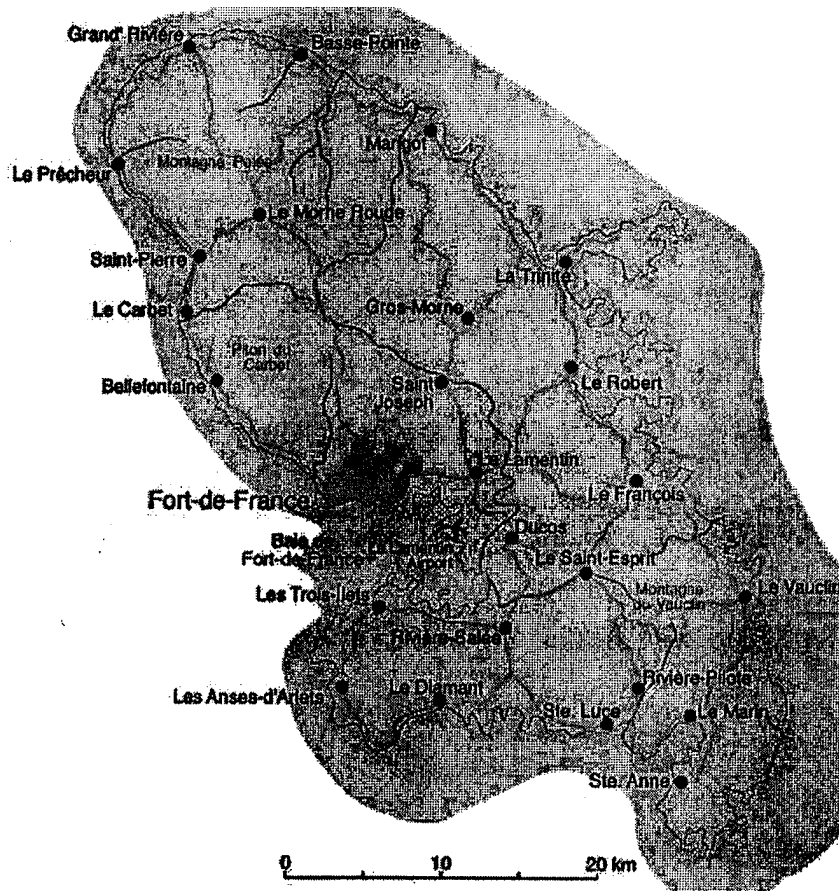 Grand' Rivière
Basse-Pointe
Marigot
Le Prêcheur
Montagne Pelée
Le Morne Rouge
Saint-Pierre
La Trinité
Le Carbet
Gros-Morne
Piton du
Carbet
Bellefontaine
Saint
Joseph
Le Robert
Le Lamentin
Le François
Fort-de-France
Ducos
Baie de
Fort-de-France
Le Lamentin
Airport
Le Saint-Esprit
Les Trois-Ilets
Montagne
du Vauclin
Le Vauclin
Rivière-Salée
Rivière-Pilote
Les Anses-d'Arlets
Le Diamant
Ste. Luce
Le Marin
Ste. Anne
0 10 20 km